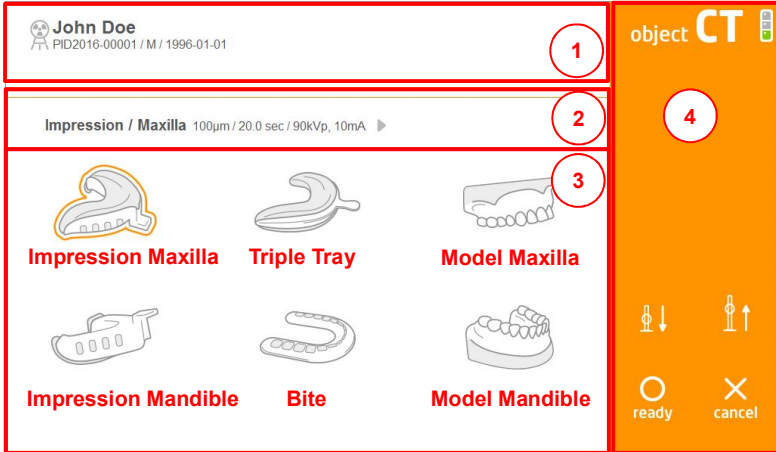 John Doe
PID2016-00001 / M / 1996-01-01
1
object CT
Impression / Maxilla 100μm / 20.0 sec / 90kVp, 10mA
2
4
3
Impression Maxilla Triple Tray Model Maxilla
Impression Mandible Bite Model Mandible
ready cancel